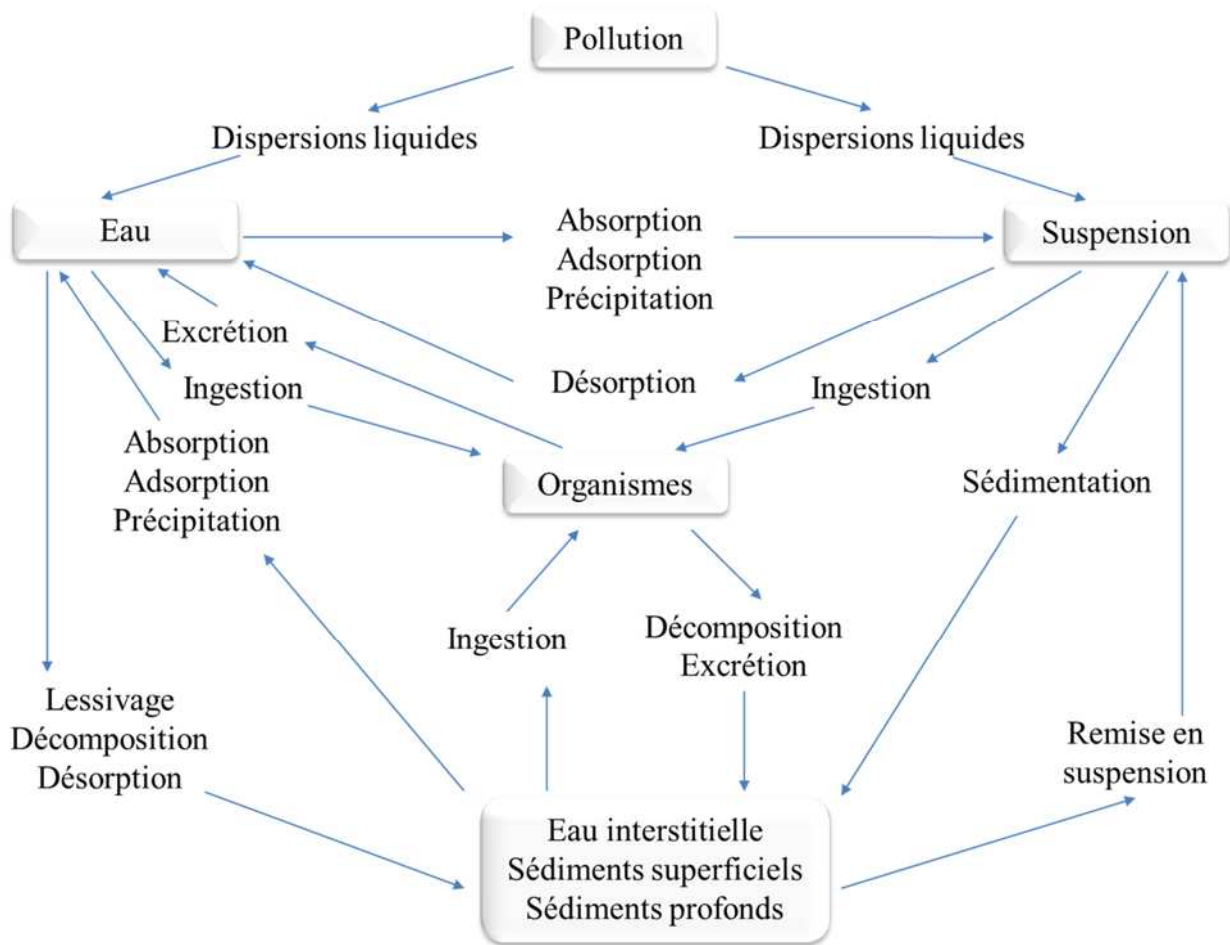 Pollution
Dispersions liquides
Dispersions liquides
Eau
Absorption
Adsorption
Précipitation
Suspension
Excrétion
Ingestion
Désorption
Ingestion
Absorption
Adsorption
Précipitation
Organismes
Sédimentation
Ingestion
Décomposition
Excrétion
Lessivage
Décomposition
Désorption
Remise en
suspension
Eau interstitielle
Sédiments superficiels
Sédiments profonds